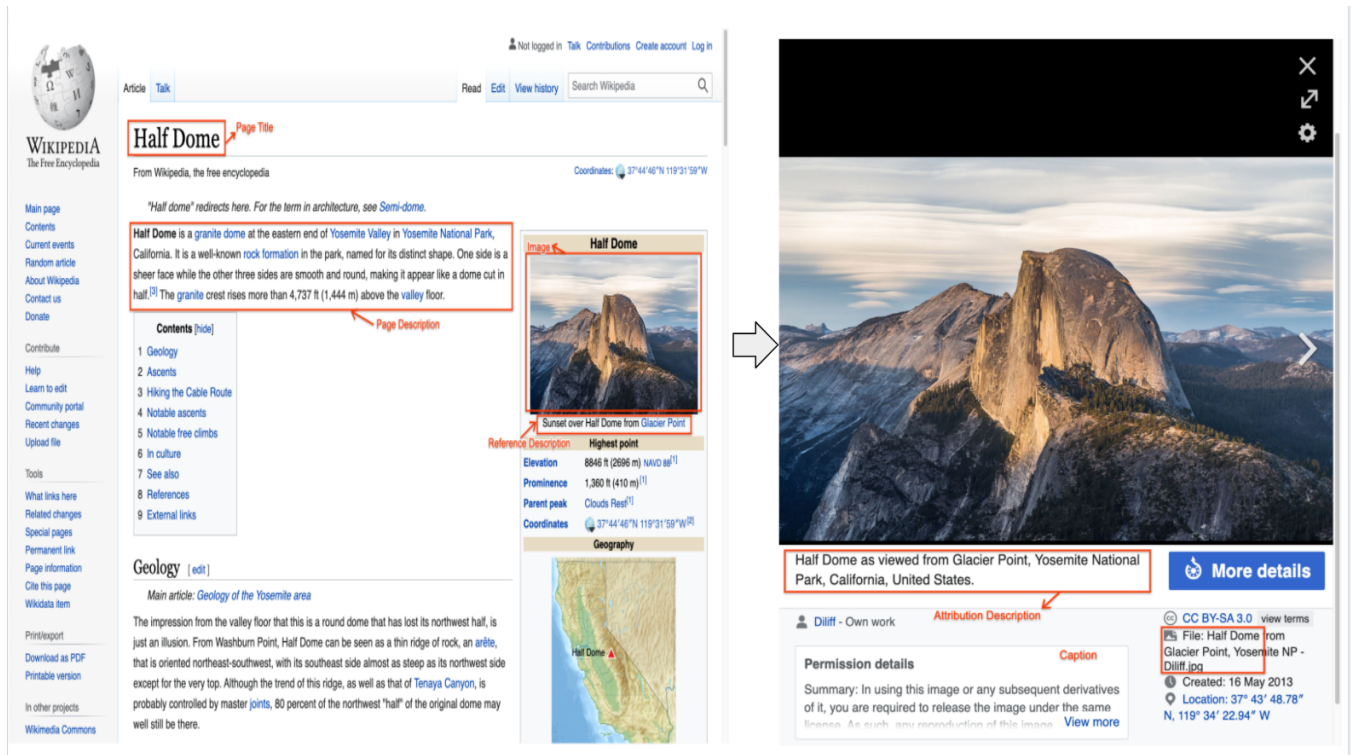 Not logged in Talk Contributions Create account Log in
WIKIPEDIA
The Free Encyclopedia
Main page
Contents
Current events
Random article
About Wikipedia
Contact us
Donate
Contribute
Help
Learn to edit
Community portal
Recent changes
Upload file
Tools
What links here
Related changes
Special pages
Permanent link
Page information
Cite this page
Wikidata item
Print/export
Download as PDF
Printable version
In other projects
Wikimedia Commons
Article Talk
Read Edit View history Search Wikipedia
Half Dome
Page Title
From Wikipedia, the free encyclopedia
Coordinates: 37°44′46″N 119°31′59″W
"Half dome" redirects here. For the term in architecture, see Semi-dome.
Half Dome is a granite dome at the eastern end of Yosemite Valley in Yosemite National Park,
California. It is a well-known rock formation in the park, named for its distinct shape. One side is a
sheer face while the other three sides are smooth and round, making it appear like a dome cut in
half.[3] The granite crest rises more than 4,737 ft (1,444 m) above the valley floor.
Page Description
Contents [hide]
1 Geology
2 Ascents
3 Hiking the Cable Route
4 Notable ascents
5 Notable free climbs
6 In culture
7 See also
8 References
9 External links
Geology [edit]
Main article: Geology of the Yosemite area
The impression from the valley floor that this is a round dome that has lost its northwest half, is
just an illusion. From Washburn Point, Half Dome can be seen as a thin ridge of rock, an arête,
that is oriented northeast-southwest, with its southeast side almost as steep as its northwest side
except for the very top. Although the trend of this ridge, as well as that of Tenaya Canyon, is
probably controlled by master joints, 80 percent of the northwest "half" of the original dome may
well still be there.
Image
Half Dome
Sunset over Half Dome from Glacier Point
Reference Description
Highest point
Elevation 8846 ft (2696 m) NAVD 88[1]
Prominence 1,360 ft (410 m)[1]
Parent peak Clouds Rest[1]
Coordinates 37°44′46″N 119°31′59″W[2]
Geography
Half Dome
Half Dome as viewed from Glacier Point, Yosemite National
Park, California, United States.
More details
Attribution Description
Diliff - Own work
Permission details
Summary: In using this image or any subsequent derivatives
of it, you are required to release the image under the same
license. As such, any reproduction of this image
View more
Caption
CC BY-SA 3.0 view terms
File: Half Dome from
Glacier Point, Yosemite NP -
Diliff.jpg
Created: 16 May 2013
Location: 37° 43′ 48.78″
N, 119° 34′ 22.94″ W